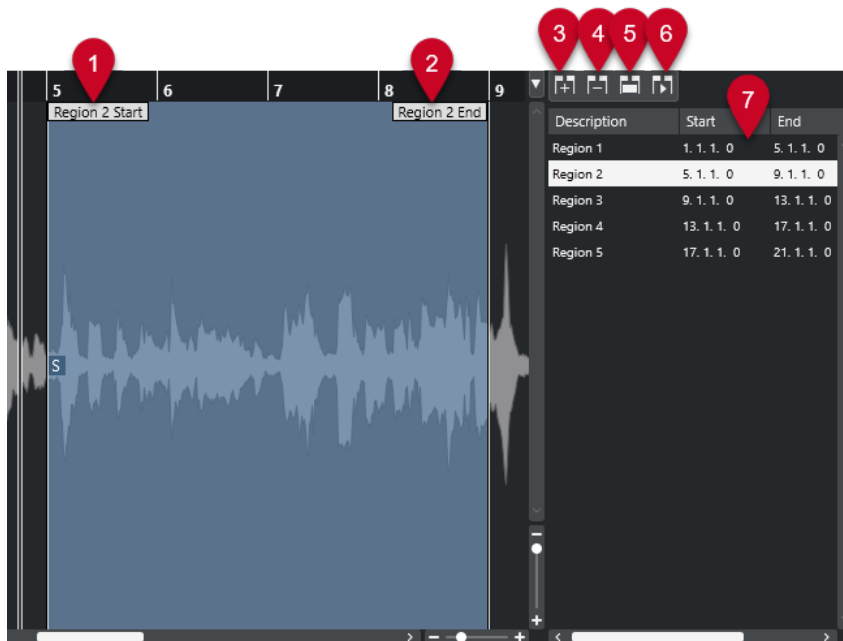 1 2 3 4 5 6 7
5 6 7 8 9
Region 2 Start Region 2 End
S
Description Start End
Region 1 1. 1. 1. 0 5. 1. 1. 0
Region 2 5. 1. 1. 0 9. 1. 1. 0
Region 3 9. 1. 1. 0 13. 1. 1. 0
Region 4 13. 1. 1. 0 17. 1. 1. 0
Region 5 17. 1. 1. 0 21. 1. 1. 0